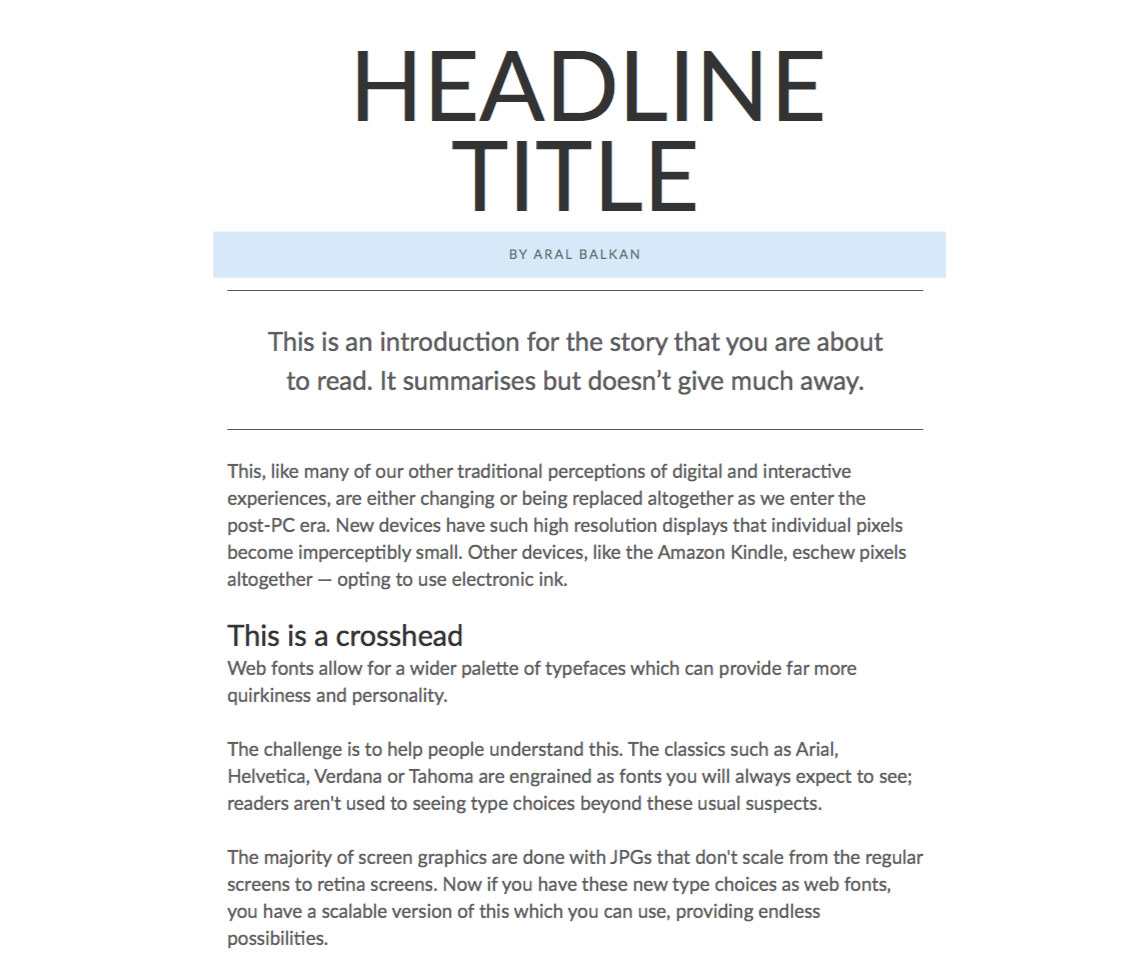 HEADLINE
TITLE
BY ARAL BALKAN
This is an introduction for the story that you are about
to read. It summarises but doesn’t give much away.
This, like many of our other traditional perceptions of digital and interactive
experiences, are either changing or being replaced altogether as we enter the
post-PC era. New devices have such high resolution displays that individual pixels
become imperceptibly small. Other devices, like the Amazon Kindle, eschew pixels
altogether — opting to use electronic ink.
This is a crosshead
Web fonts allow for a wider palette of typefaces which can provide far more
quirkiness and personality.
The challenge is to help people understand this. The classics such as Arial,
Helvetica, Verdana or Tahoma are engrained as fonts you will always expect to see;
readers aren't used to seeing type choices beyond these usual suspects.
The majority of screen graphics are done with JPGs that don't scale from the regular
screens to retina screens. Now if you have these new type choices as web fonts,
you have a scalable version of this which you can use, providing endless
possibilities.